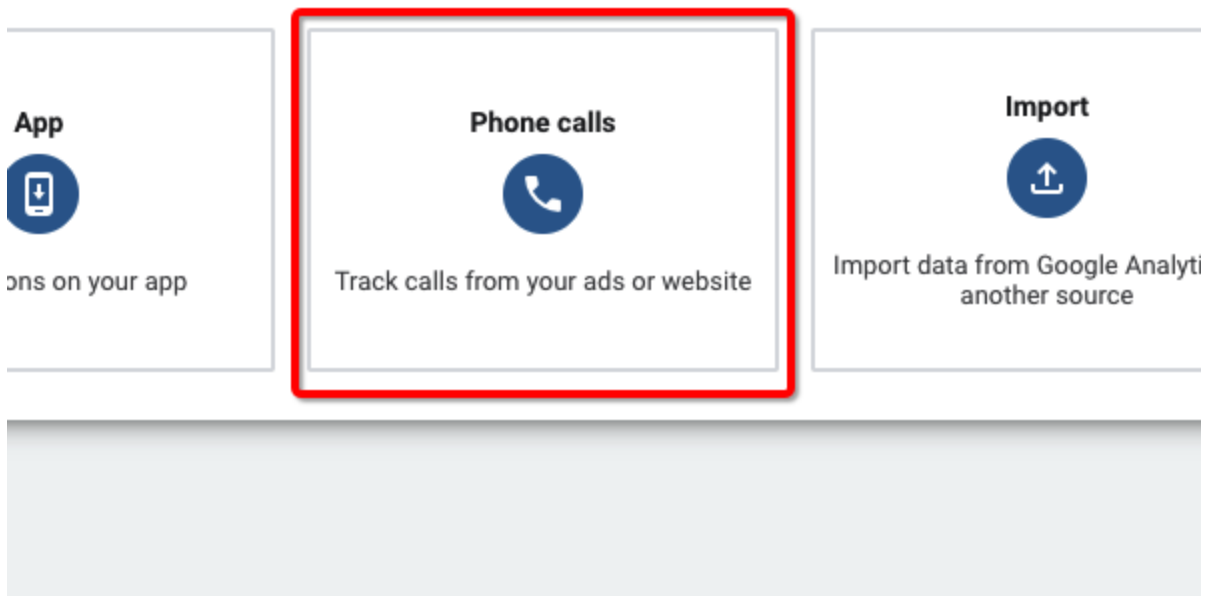 App
ons on your app
Phone calls
Track calls from your ads or website
Import
Import data from Google Analyti
another source